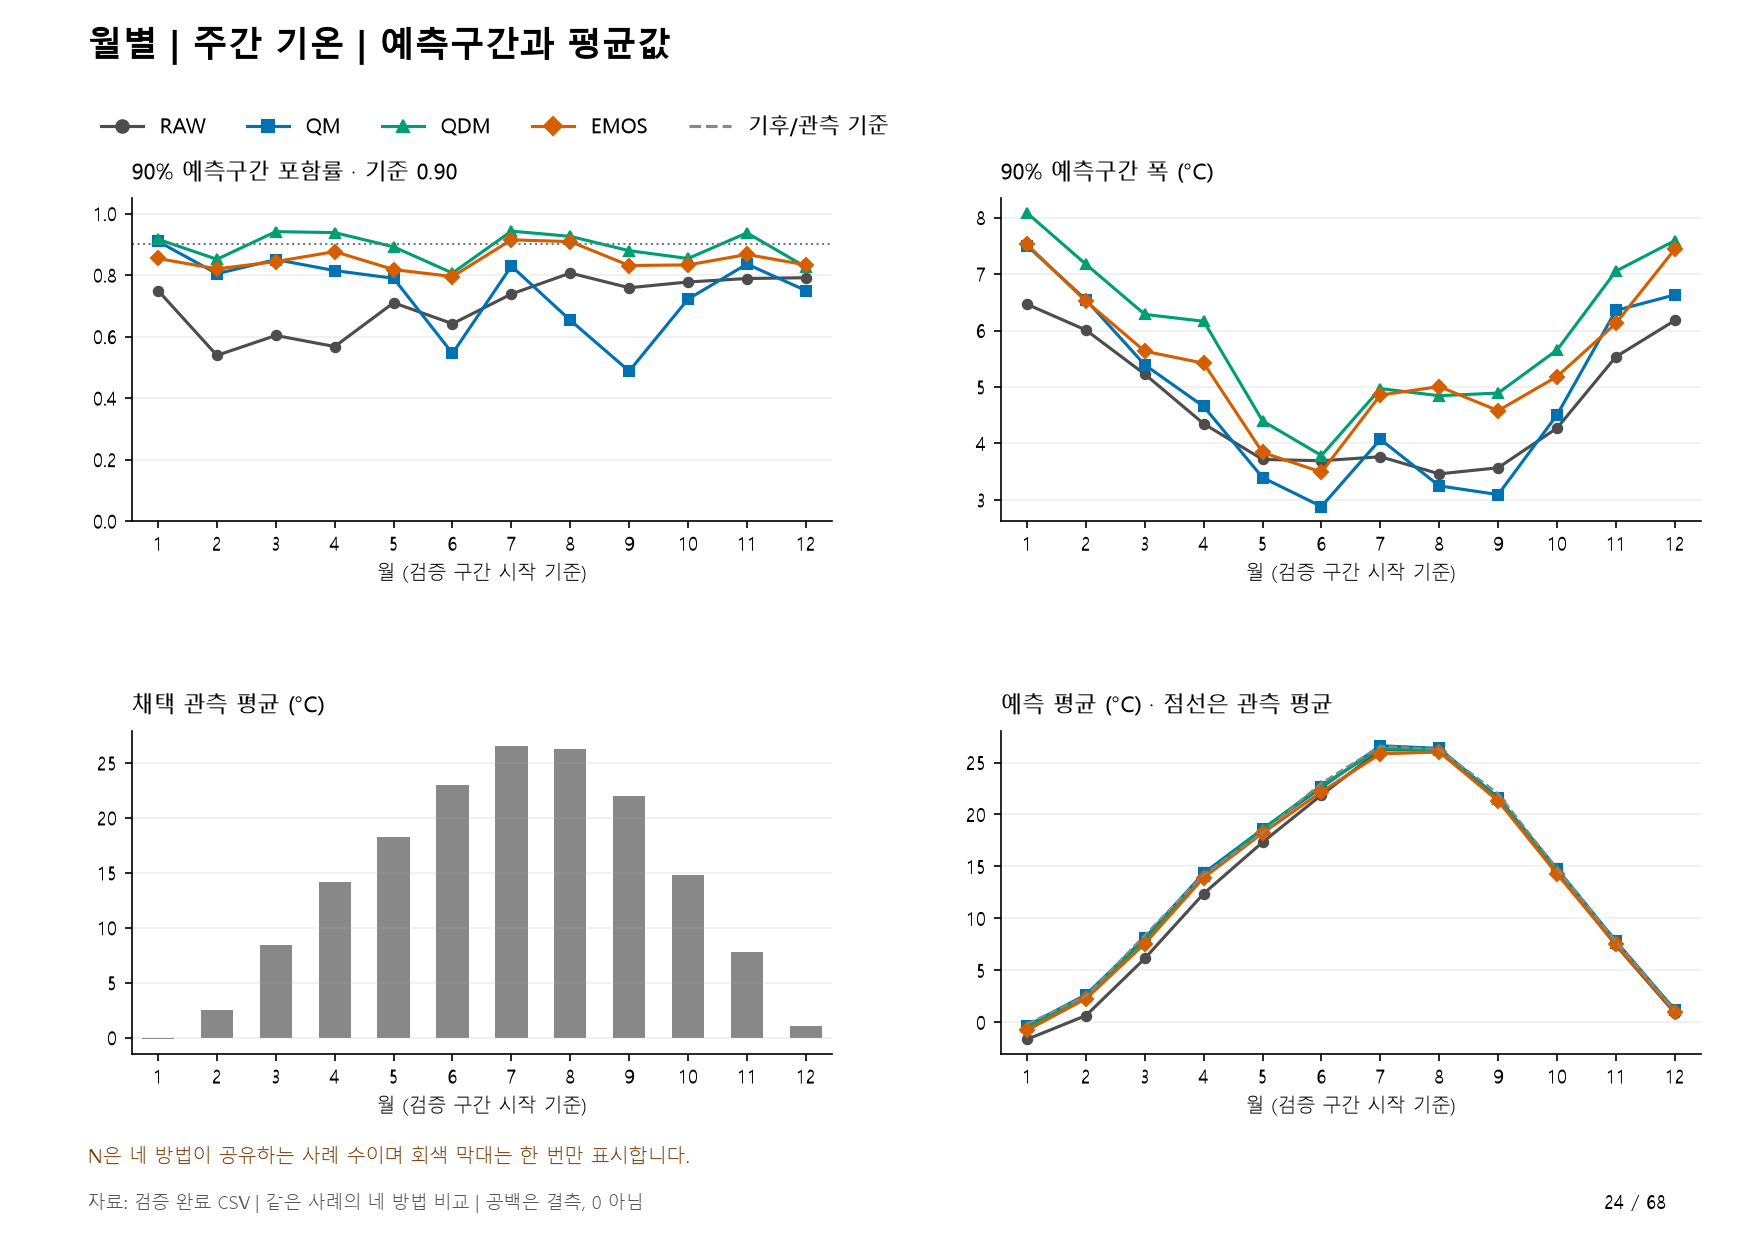 월별 | 주간 기온 | 예측구간과 평균값
RAW QM QDM EMOS 기후/관측 기준
90% 예측구간 포함률 · 기준 0.90
1.0
0.8
0.6
0.4
0.2
0.0
1 2 3 4 5 6 7 8 9 10 11 12
월 (검증 구간 시작 기준)
90% 예측구간 폭 (°C)
8
7
6
5
4
3
1 2 3 4 5 6 7 8 9 10 11 12
월 (검증 구간 시작 기준)
채택 관측 평균 (°C)
25
20
15
10
5
0
1 2 3 4 5 6 7 8 9 10 11 12
월 (검증 구간 시작 기준)
예측 평균 (°C) · 점선은 관측 평균
25
20
15
10
5
0
1 2 3 4 5 6 7 8 9 10 11 12
월 (검증 구간 시작 기준)
N은 네 방법이 공유하는 사례 수이며 회색 막대는 한 번만 표시합니다.
자료: 검증 완료 CSV | 같은 사례의 네 방법 비교 | 공백은 결측, 0 아님
24 / 68